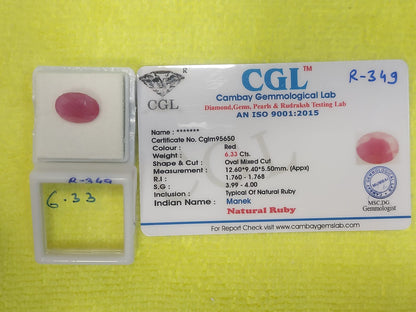 R
CGL
CGL™
Cambay Gemmological Lab
Diamond, Gens, Pearls & Rudraksh Testing Lab
AN ISO 9001:2015
R-349
Name : *******
Certificate No. Cglm95650
Colour : Red
Weight : 6.33 Cts.
Shape & Cut : Oval Mixed Cut
Measurement : 12.60*9.40*5.50mm. (Appx)
R.I : 1.760 - 1.768
S.G : 3.99 - 4.00
Inclusion : Typical Of Natural Ruby
Indian Name : Manek
Natural Ruby
For Report Verification Visit : www.cambaygemslab.com
MSC,DG
Gemmologist
R-349
6.33